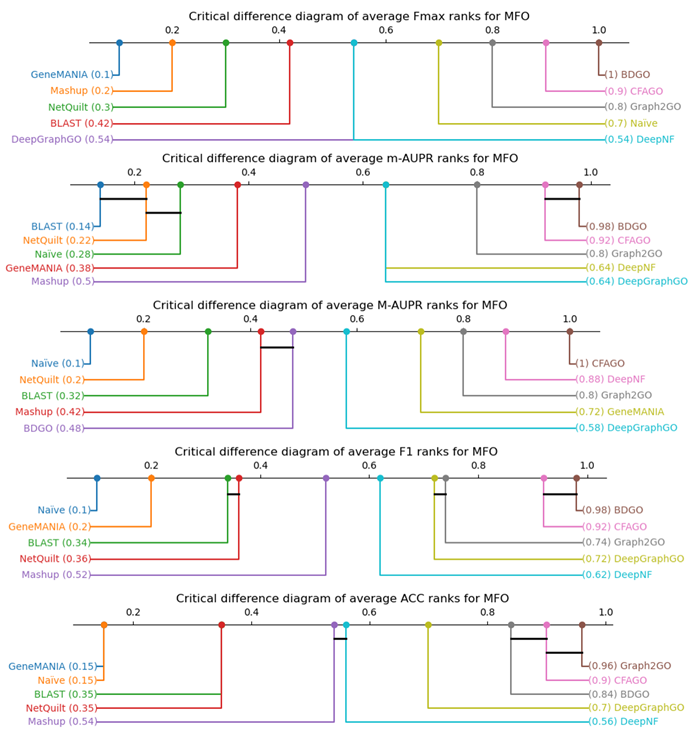 Critical difference diagram of average Fmax ranks for MFO
0.2 0.4 0.6 0.8 1.0
GeneMANIA (0.1) (1) BDGO
Mashup (0.2) (0.9) CFAGO
NetQuilt (0.3) (0.8) Graph2GO
BLAST (0.42) (0.7) Naive
DeepGraphGO (0.54) (0.54) DeepNF
Critical difference diagram of average m-AUPR ranks for MFO
0.2 0.4 0.6 0.8 1.0
BLAST (0.14) (0.98) BDGO
NetQuilt (0.22) (0.92) CFAGO
Naive (0.28) (0.8) Graph2GO
GeneMANIA (0.38) (0.64) DeepNF
Mashup (0.5) (0.64) DeepGraphGO
Critical difference diagram of average M-AUPR ranks for MFO
0.2 0.4 0.6 0.8 1.0
Naïve (0.1) (1) CFAGO
NetQuilt (0.2) (0.88) DeepNF
BLAST (0.32) (0.8) Graph2GO
Mashup (0.42) (0.72) GeneMANIA
BDGO (0.48) (0.58) DeepGraphGO
Critical difference diagram of average F1 ranks for MFO
0.2 0.4 0.6 0.8 1.0
Naïve (0.1) (0.98) BDGO
GeneMANIA (0.2) (0.92) CFAGO
BLAST (0.34) (0.74) Graph2GO
NetQuilt (0.36) (0.72) DeepGraphGO
Mashup (0.52) (0.62) DeepNF
Critical difference diagram of average ACC ranks for MFO
0.2 0.4 0.6 0.8 1.0
GeneMANIA (0.15) (0.96) Graph2GO
Naive (0.15) (0.9) CFAGO
BLAST (0.35) (0.84) BDGO
NetQuilt (0.35) (0.7) DeepGraphGO
Mashup (0.54) (0.56) DeepNF